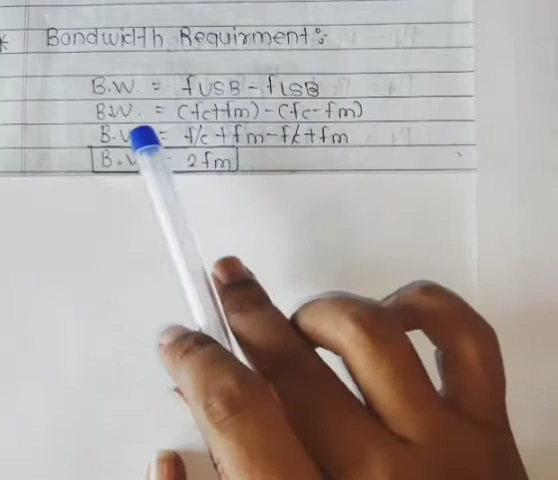 * Bandwidth Requirment :-
B.W. = fUSB - fLSB
B.W. = (fc+fm) - (fc-fm)
B.W = fc + fm - fc + fm
B.W = 2fm